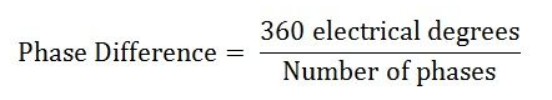 Phase Difference = 360 electrical degrees
Number of phases